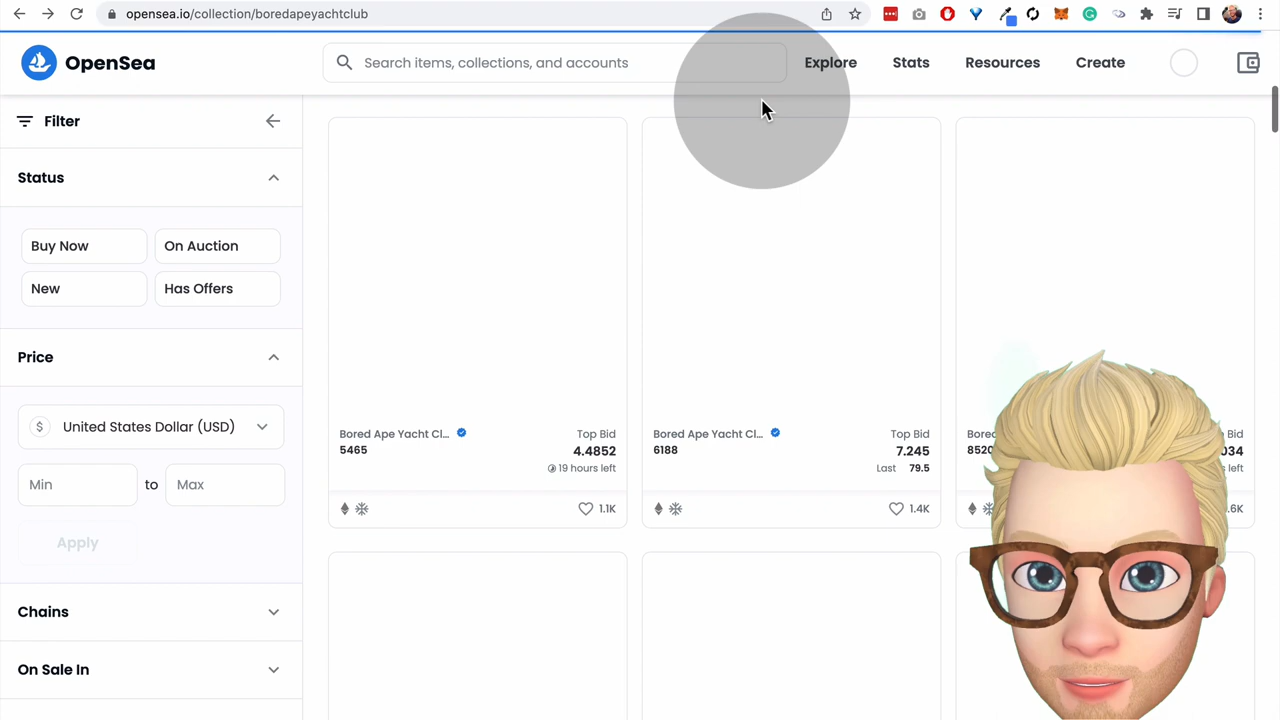 opensea.io/collection/boredapeyachtclub
OpenSea
Search items, collections, and accounts
Explore
Stats
Resources
Create
Filter
Status
Buy Now
On Auction
New
Has Offers
Price
$ United States Dollar (USD)
Min
to
Max
Apply
Chains
On Sale In
Bored Ape Yacht Cl...
5465
Top Bid
4.4852
19 hours left
1.1K
Bored Ape Yacht Cl...
6188
Top Bid
7.245
Last 79.5
1.4K
8520
Bid
left